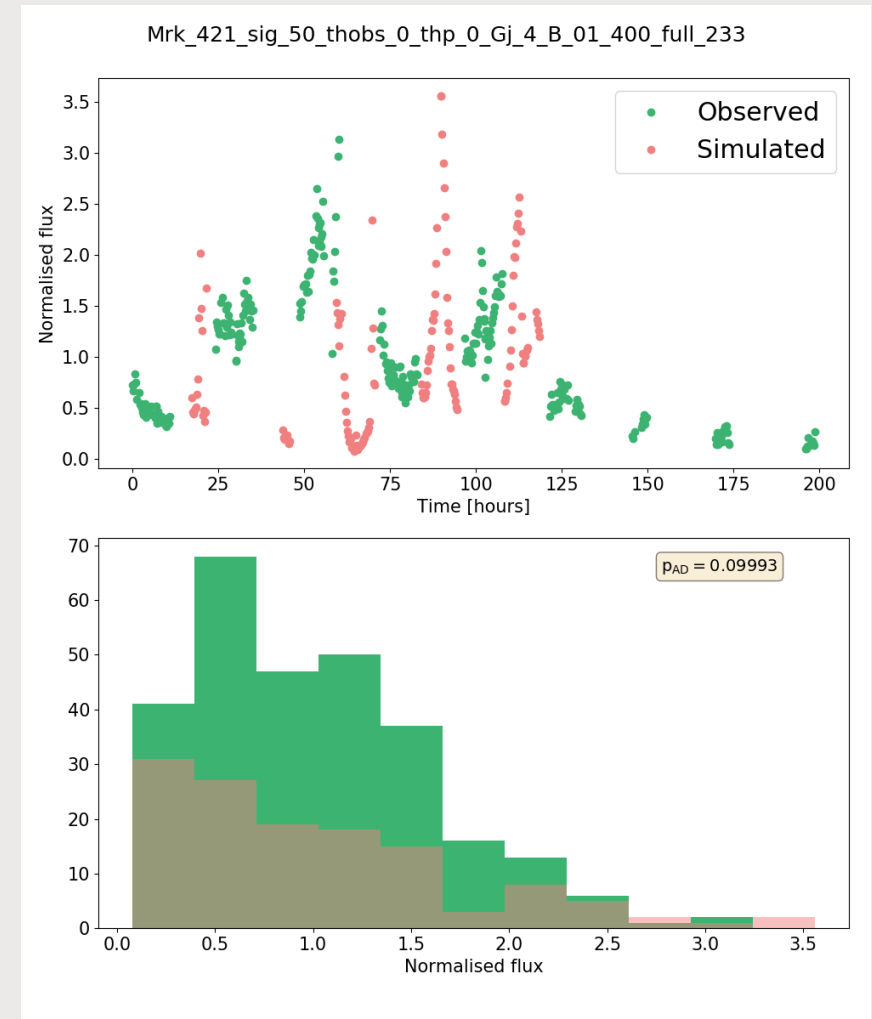 Mrk_421_sig_50_thobs_0_thp_0_Gj_4_B_01_400_full_233
3.5
3.0
2.5
2.0
1.5
1.0
0.5
0.0
Normalised flux
Observed
Simulated
0 25 50 75 100 125 150 175 200
Time [hours]
70
60
50
40
30
20
10
0
p_AD = 0.09993
0.0 0.5 1.0 1.5 2.0 2.5 3.0 3.5
Normalised flux